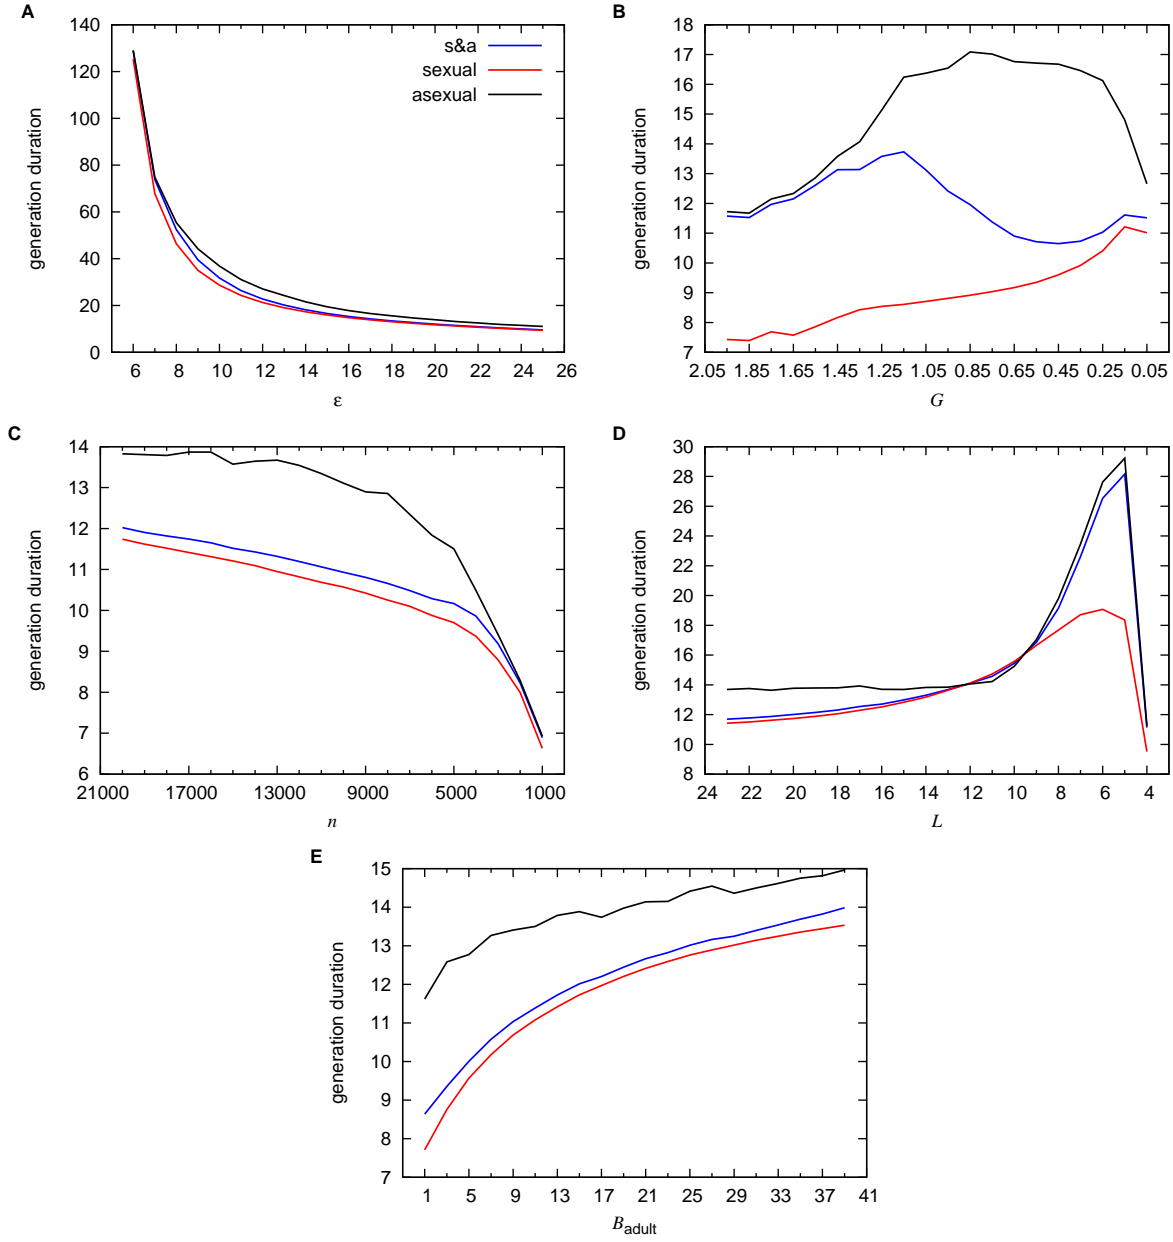 A
generation duration
140
120
100
80
60
40
20
0
s&a
sexual
asexual
6 8 10 12 14 16 18 20 22 24 26
ε
B
generation duration
18
17
16
15
14
13
12
11
10
9
8
7
2.05 1.85 1.65 1.45 1.25 1.05 0.85 0.65 0.45 0.25 0.05
G
C
generation duration
14
13
12
11
10
9
8
7
6
21000 17000 13000 9000 5000 1000
n
D
generation duration
30
28
26
24
22
20
18
16
14
12
10
8
24 22 20 18 16 14 12 10 8 6 4
L
E
generation duration
15
14
13
12
11
10
9
8
7
1 5 9 13 17 21 25 29 33 37 41
B adult